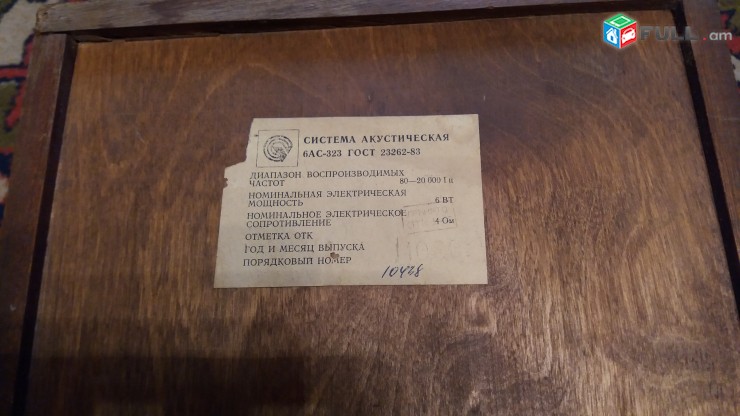 FULL.am
СИСТЕМА АКУСТИЧЕСКАЯ
6АС-323 ГОСТ 23262-83
ДИАПАЗОН ВОСПРОИЗВОДИМЫХ
ЧАСТОТ 80—20 000 Гц
НОМИНАЛЬНАЯ ЭЛЕКТРИЧЕСКАЯ
МОЩНОСТЬ 6 ВТ
НОМИНАЛЬНОЕ ЭЛЕКТРИЧЕСКОЕ
СОПРОТИВЛЕНИЕ 4 Ом
ОТМЕТКА ОТК
ГОД И МЕСЯЦ ВЫПУСКА
ПОРЯДКОВЫЙ НОМЕР 10428